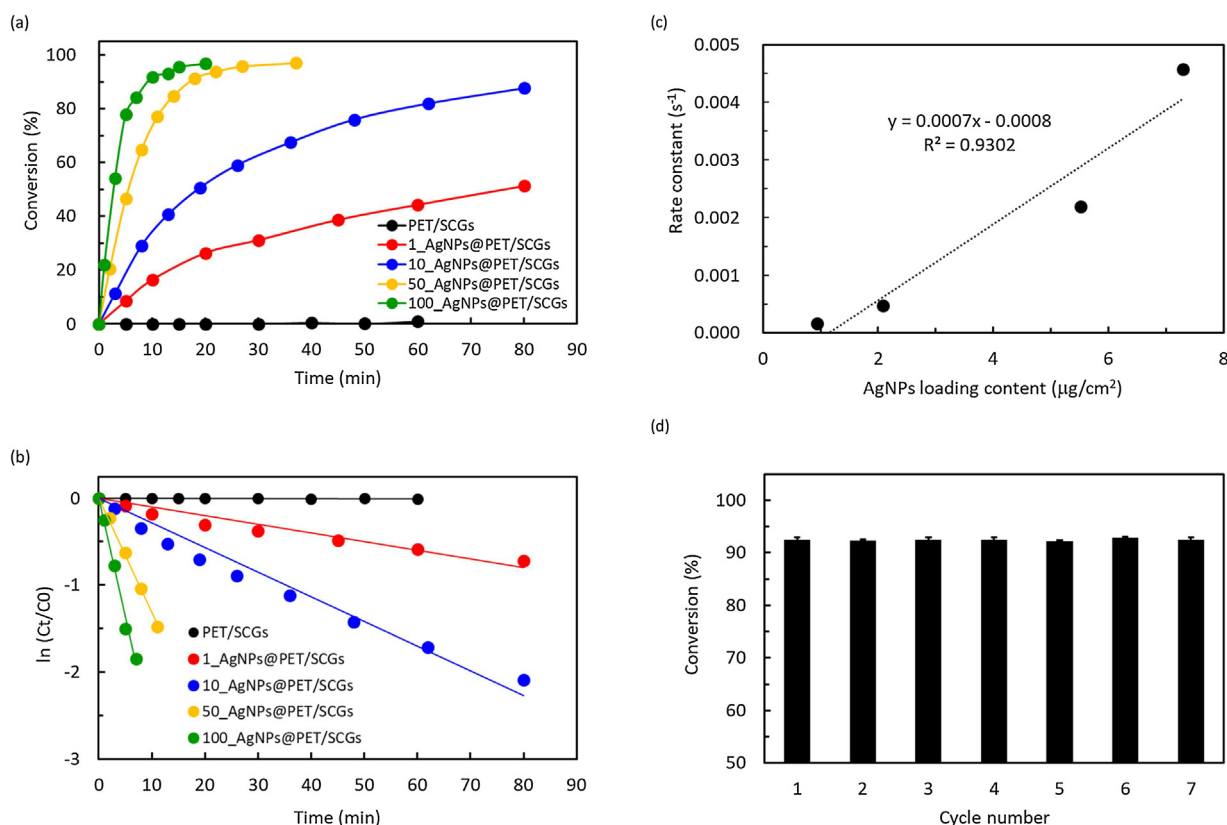 (a)
100
80
60
40
20
0
Conversion (%)
PET/SCGs
1_AgNPs@PET/SCGs
10_AgNPs@PET/SCGs
50_AgNPs@PET/SCGs
100_AgNPs@PET/SCGs
0 10 20 30 40 50 60 70 80 90
Time (min)
(c)
0.005
0.004
0.003
0.002
0.001
0.000
Rate constant (s⁻¹)
y = 0.0007x - 0.0008
R² = 0.9302
0 2 4 6 8
AgNPs loading content (μg/cm²)
(b)
0
-1
-2
-3
ln (Ct/C0)
PET/SCGs
1_AgNPs@PET/SCGs
10_AgNPs@PET/SCGs
50_AgNPs@PET/SCGs
100_AgNPs@PET/SCGs
0 10 20 30 40 50 60 70 80 90
Time (min)
(d)
100
90
80
70
60
50
Conversion (%)
1 2 3 4 5 6 7
Cycle number